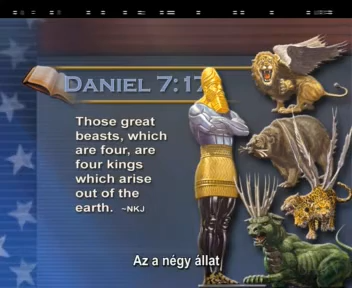 DANIEL 7:17
Those great
beasts, which
are four, are
four kings
which arise
out of the
earth. ~NKJ
Az a négy állat